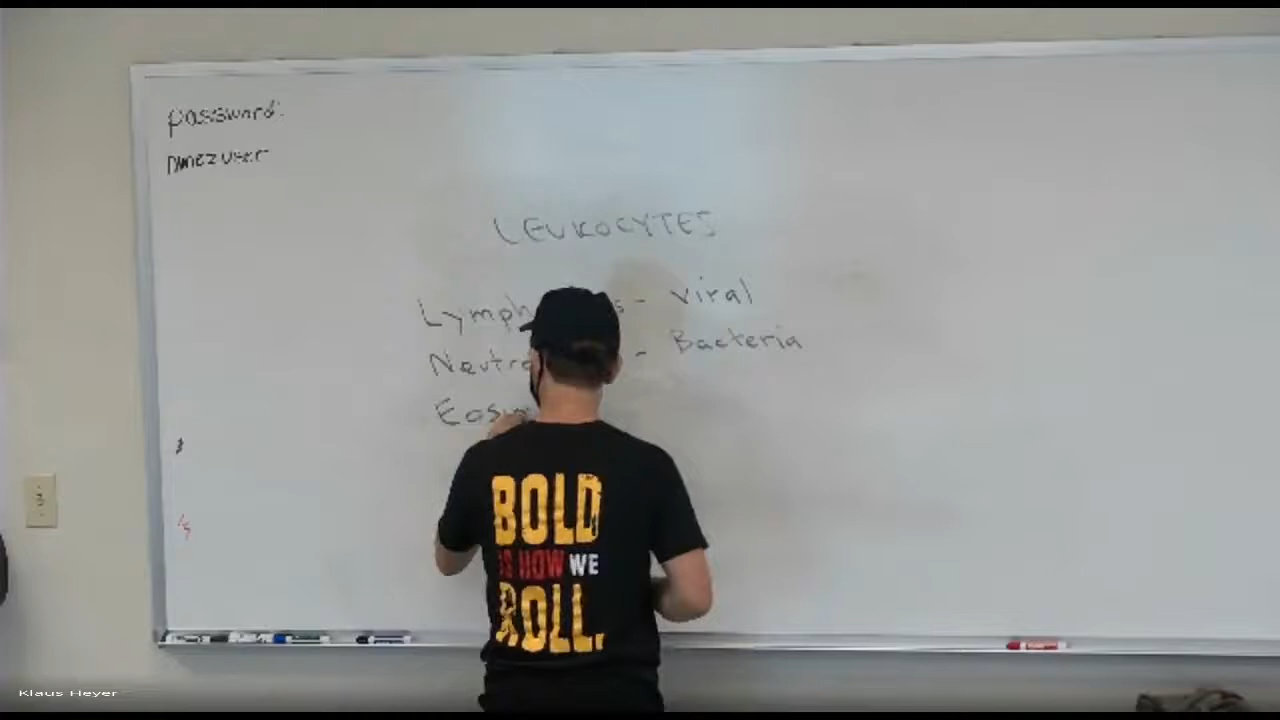 password:
LEUKOCYTES
Lymph s - Viral
Neutro - Bacteria
Eosin
BOLD
IS HOW WE
ROLL.
Klaus Heyer